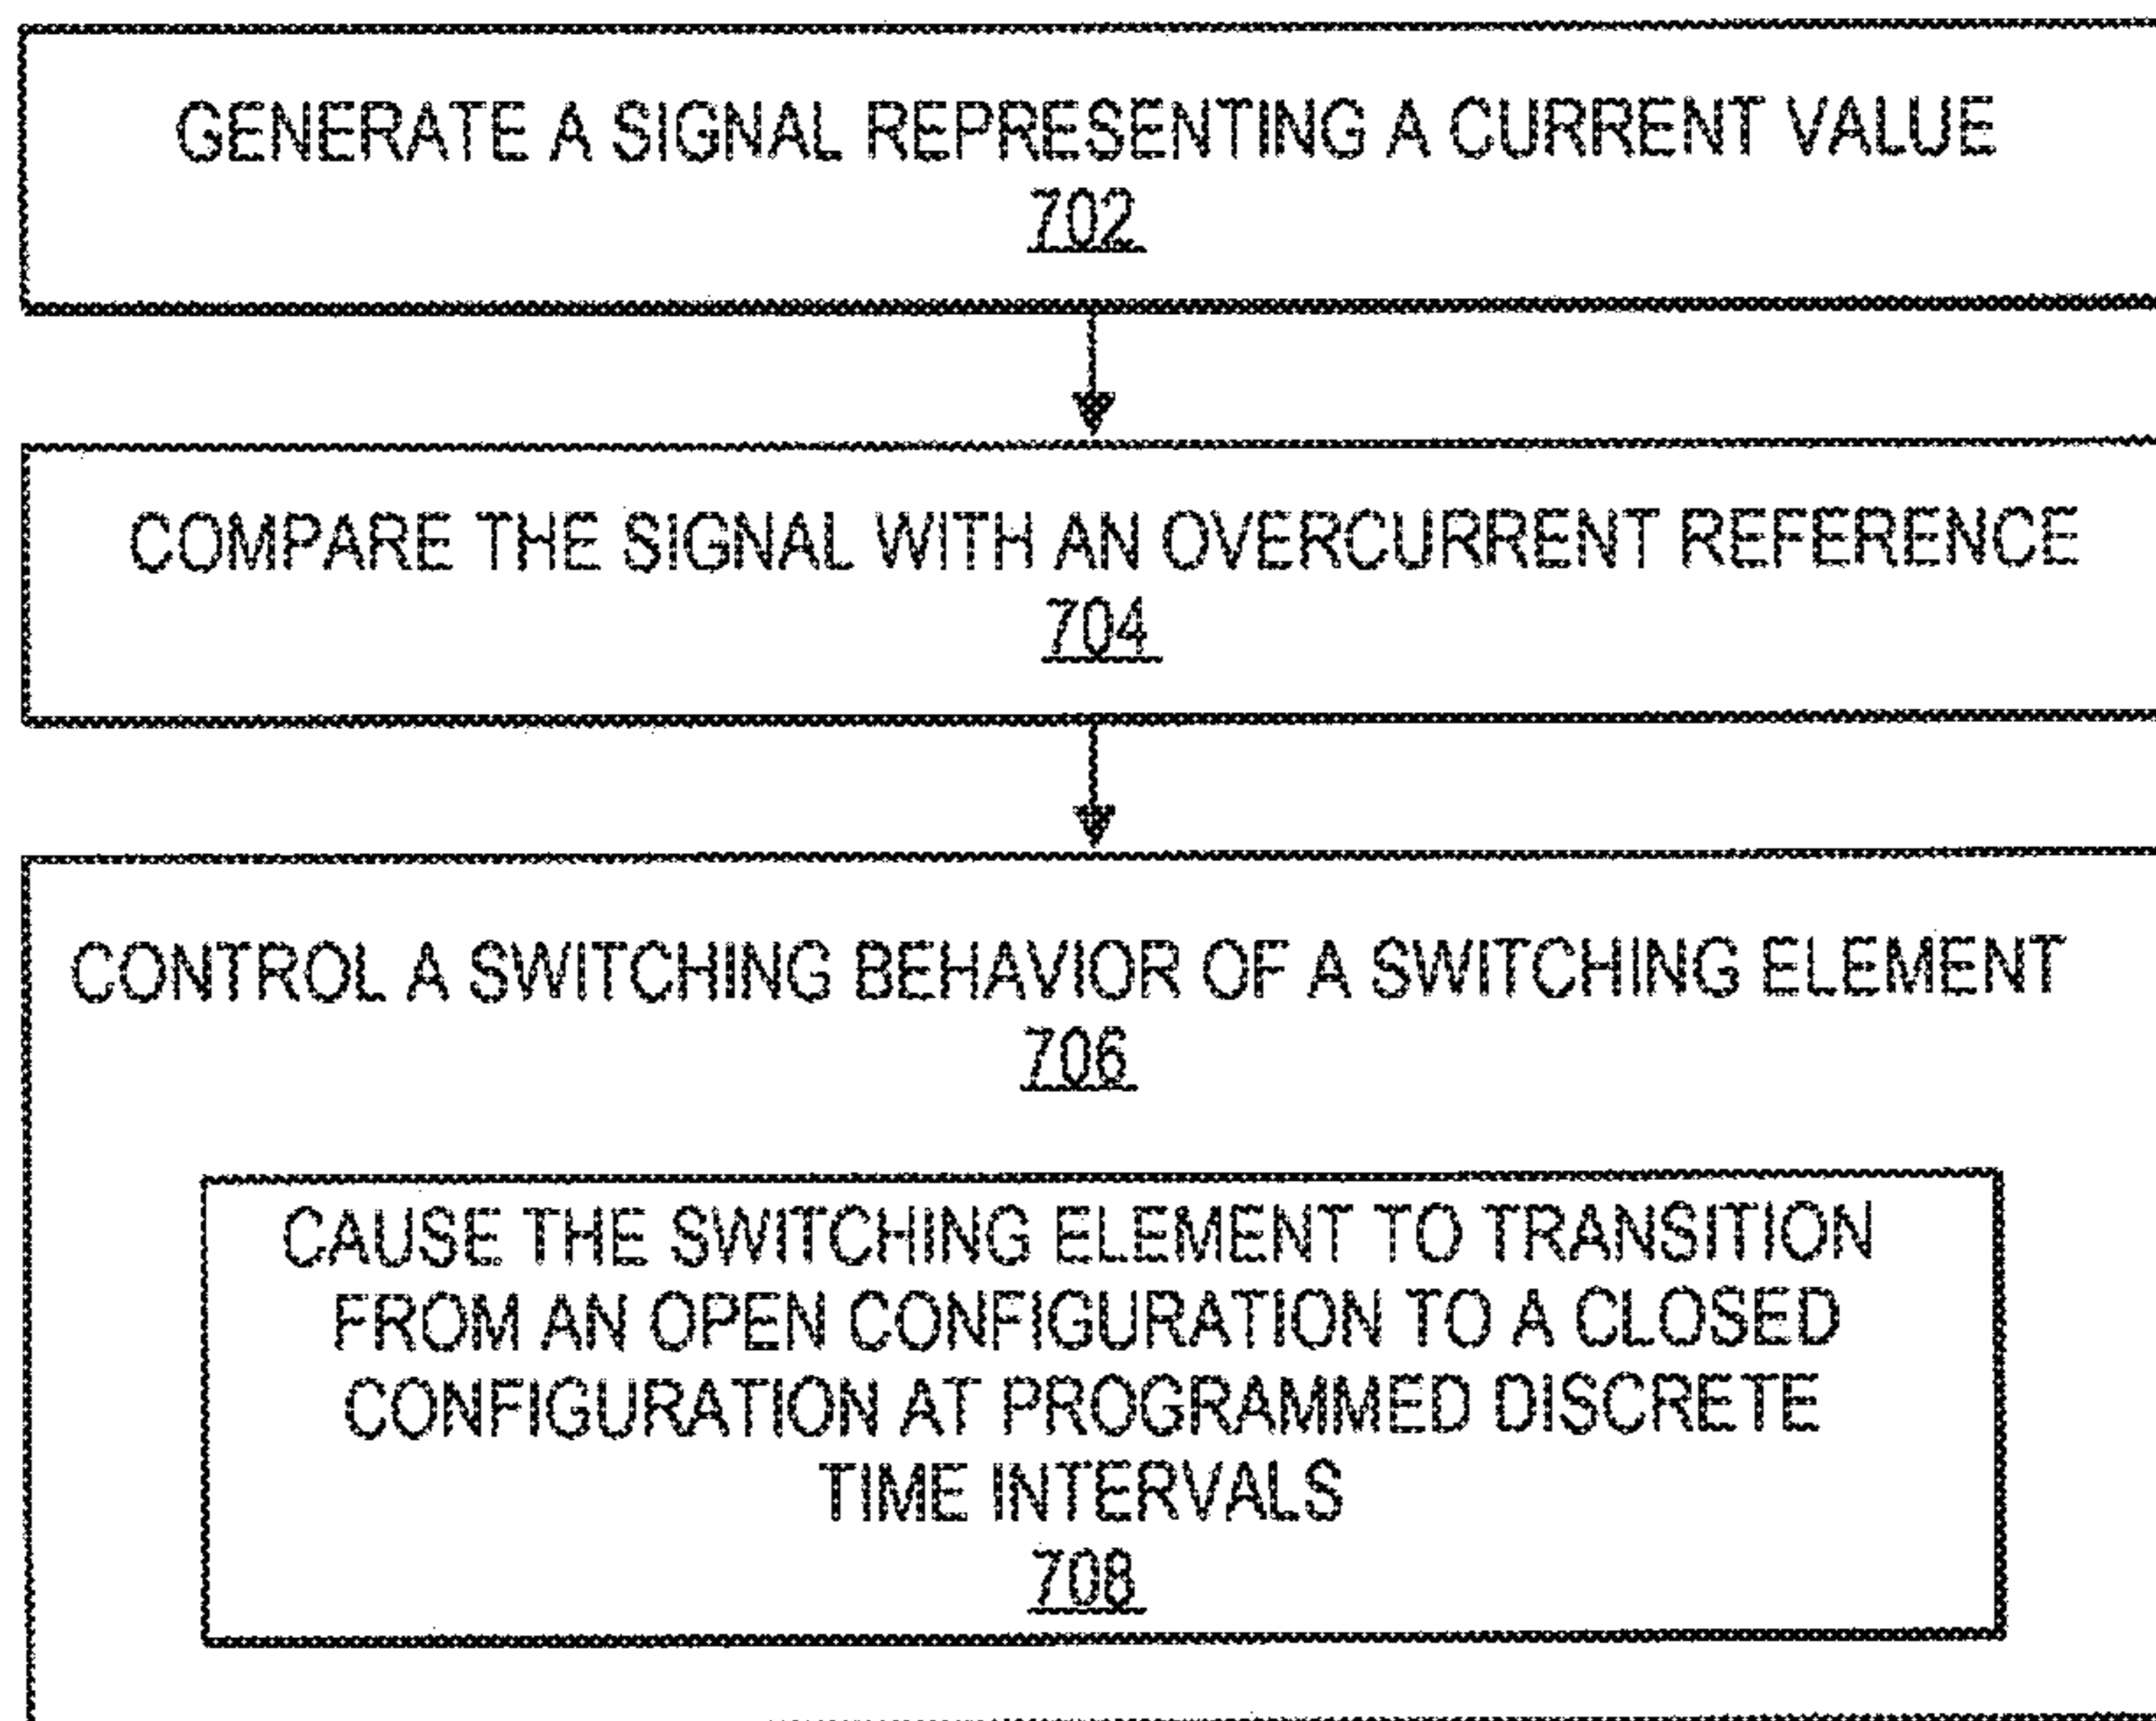 GENERATE A SIGNAL REPRESENTING A CURRENT VALUE
702
COMPARE THE SIGNAL WITH AN OVERCURRENT REFERENCE
704
CONTROL A SWITCHING BEHAVIOR OF A SWITCHING ELEMENT
706
CAUSE THE SWITCHING ELEMENT TO TRANSITION
FROM AN OPEN CONFIGURATION TO A CLOSED
CONFIGURATION AT PROGRAMMED DISCRETE
TIME INTERVALS
708